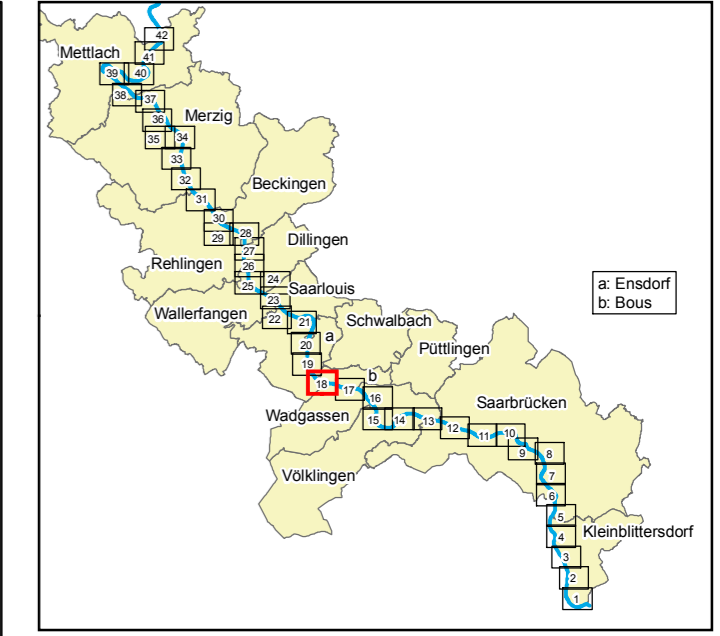 42
Mettlach
41
39 40
38 37
36
Merzig
35 34
33
32
Beckingen
31
30
29 28
Dillingen
27
Rehlingen
26
24
25
Saarlouis
a: Ensdorf
b: Bous
23
Wallerfangen
22 21
Schwalbach
a
20
Püttlingen
19
b
18 17
16
Saarbrücken
Wadgassen
15 14 13
12 11 10
9 8
Völklingen
7
6
5
Kleinblittersdorf
4
3
2
1